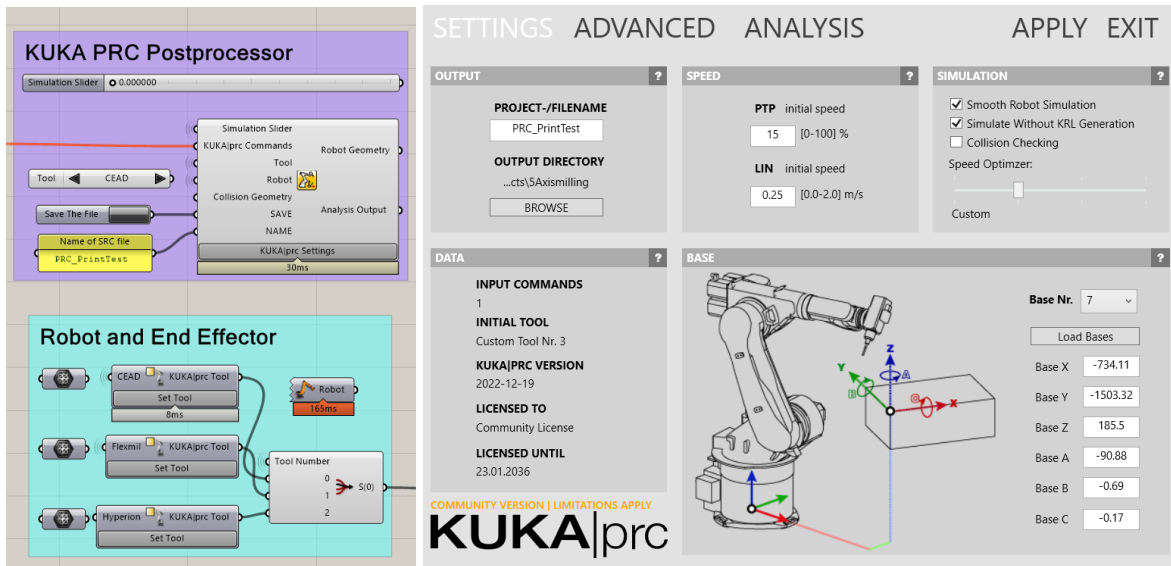 KUKA PRC Postprocessor
Simulation Slider 0.000000
Simulation Slider
KUKA|prc Commands
Tool
Robot
Collision Geometry
SAVE
NAME
Robot Geometry
Analysis Output
KUKA|prc Settings
30ms
Tool CEAD
Save The File
Name of SRC file
PRC_PrintTest
Robot and End Effector
CEAD KUKA|prc Tool
Set Tool
8ms
Robot
165ms
Flexmil KUKA|prc Tool
Set Tool
Tool Number
0
1
2
S(0)
Hyperion KUKA|prc Tool
Set Tool
SETTINGS ADVANCED ANALYSIS APPLY EXIT
OUTPUT ?
PROJECT-/FILENAME
PRC_PrintTest
OUTPUT DIRECTORY
...cts\5Axismilling
BROWSE
SPEED ?
PTP initial speed
15 [0-100] %
LIN initial speed
0.25 [0.0-2.0] m/s
SIMULATION ?
Smooth Robot Simulation
Simulate Without KRL Generation
Collision Checking
Speed Optimzer:
Custom
DATA ?
INPUT COMMANDS
1
INITIAL TOOL
Custom Tool Nr. 3
KUKA|PRC VERSION
2022-12-19
LICENSED TO
Community License
LICENSED UNTIL
23.01.2036
COMMUNITY VERSION | LIMITATIONS APPLY
KUKA|prc
BASE ?
Z
A
Y
B
C
X
Base Nr. 7
Load Bases
Base X -734.11
Base Y -1503.32
Base Z 185.5
Base A -90.88
Base B -0.69
Base C -0.17